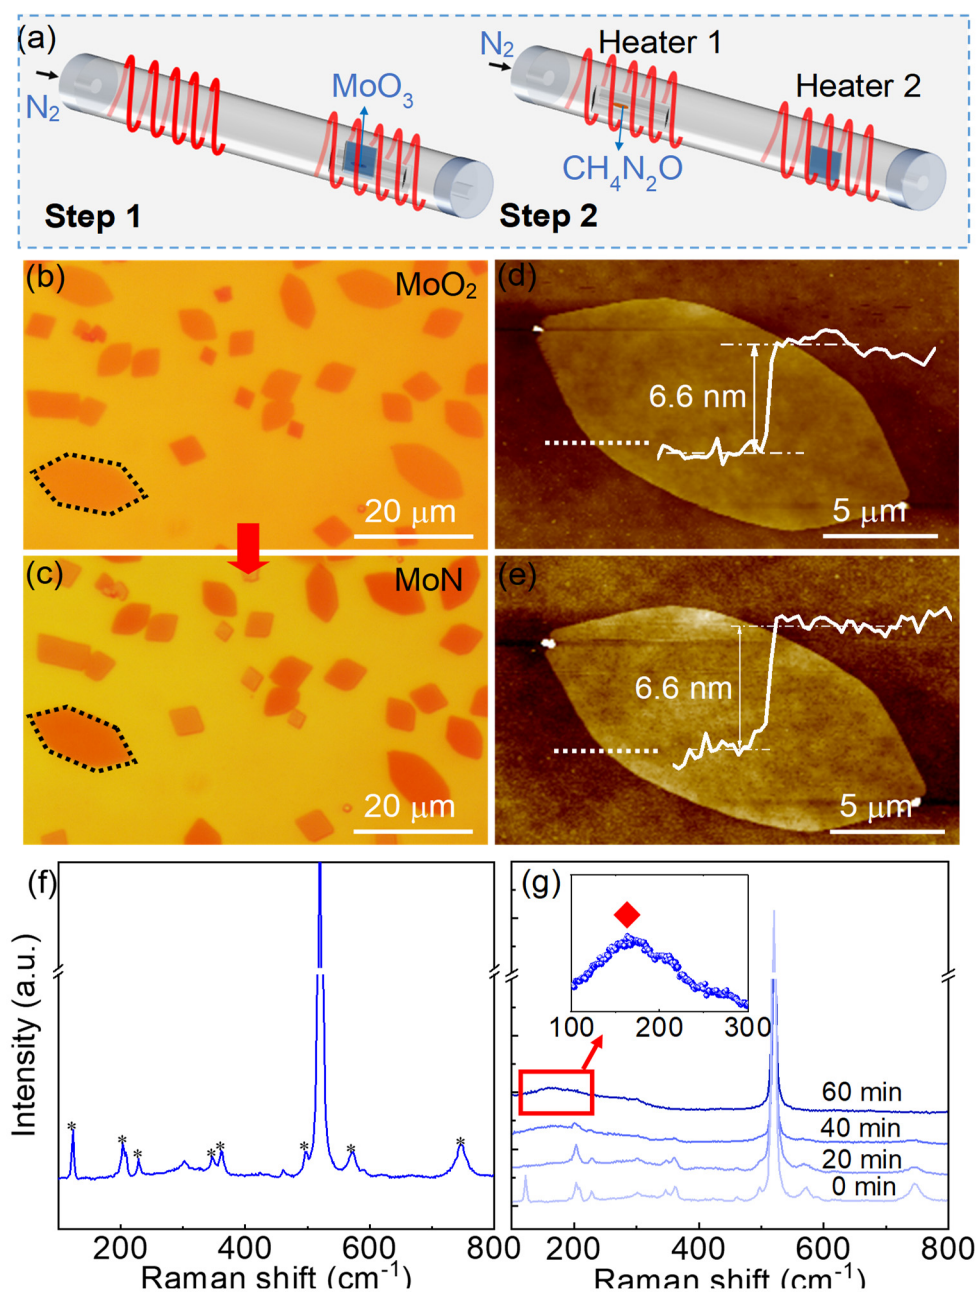 (a)
N₂
MoO₃
Step 1
N₂
Heater 1
Heater 2
CH₄N₂O
Step 2
(b)
MoO₂
20 μm
(c)
MoN
20 μm
(d)
6.6 nm
5 μm
(e)
6.6 nm
5 μm
(f)
Intensity (a.u.)
* * * * * * * *
200 400 600 800
Raman shift (cm⁻¹)
(g)
100 200 300
60 min
40 min
20 min
0 min
200 400 600 800
Raman shift (cm⁻¹)